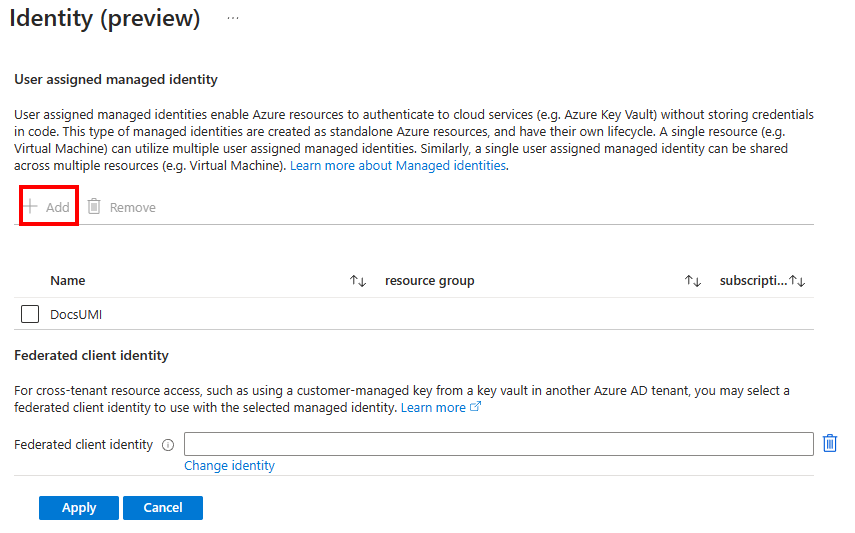 Identity (preview) ...
User assigned managed identity
User assigned managed identities enable Azure resources to authenticate to cloud services (e.g. Azure Key Vault) without storing credentials
in code. This type of managed identities are created as standalone Azure resources, and have their own lifecycle. A single resource (e.g.
Virtual Machine) can utilize multiple user assigned managed identities. Similarly, a single user assigned managed identity can be shared
across multiple resources (e.g. Virtual Machine). Learn more about Managed identities.
Add Remove
Name resource group subscripti...
DocsUMI
Federated client identity
For cross-tenant resource access, such as using a customer-managed key from a key vault in another Azure AD tenant, you may select a
federated client identity to use with the selected managed identity. Learn more
Federated client identity
Change identity
Apply Cancel